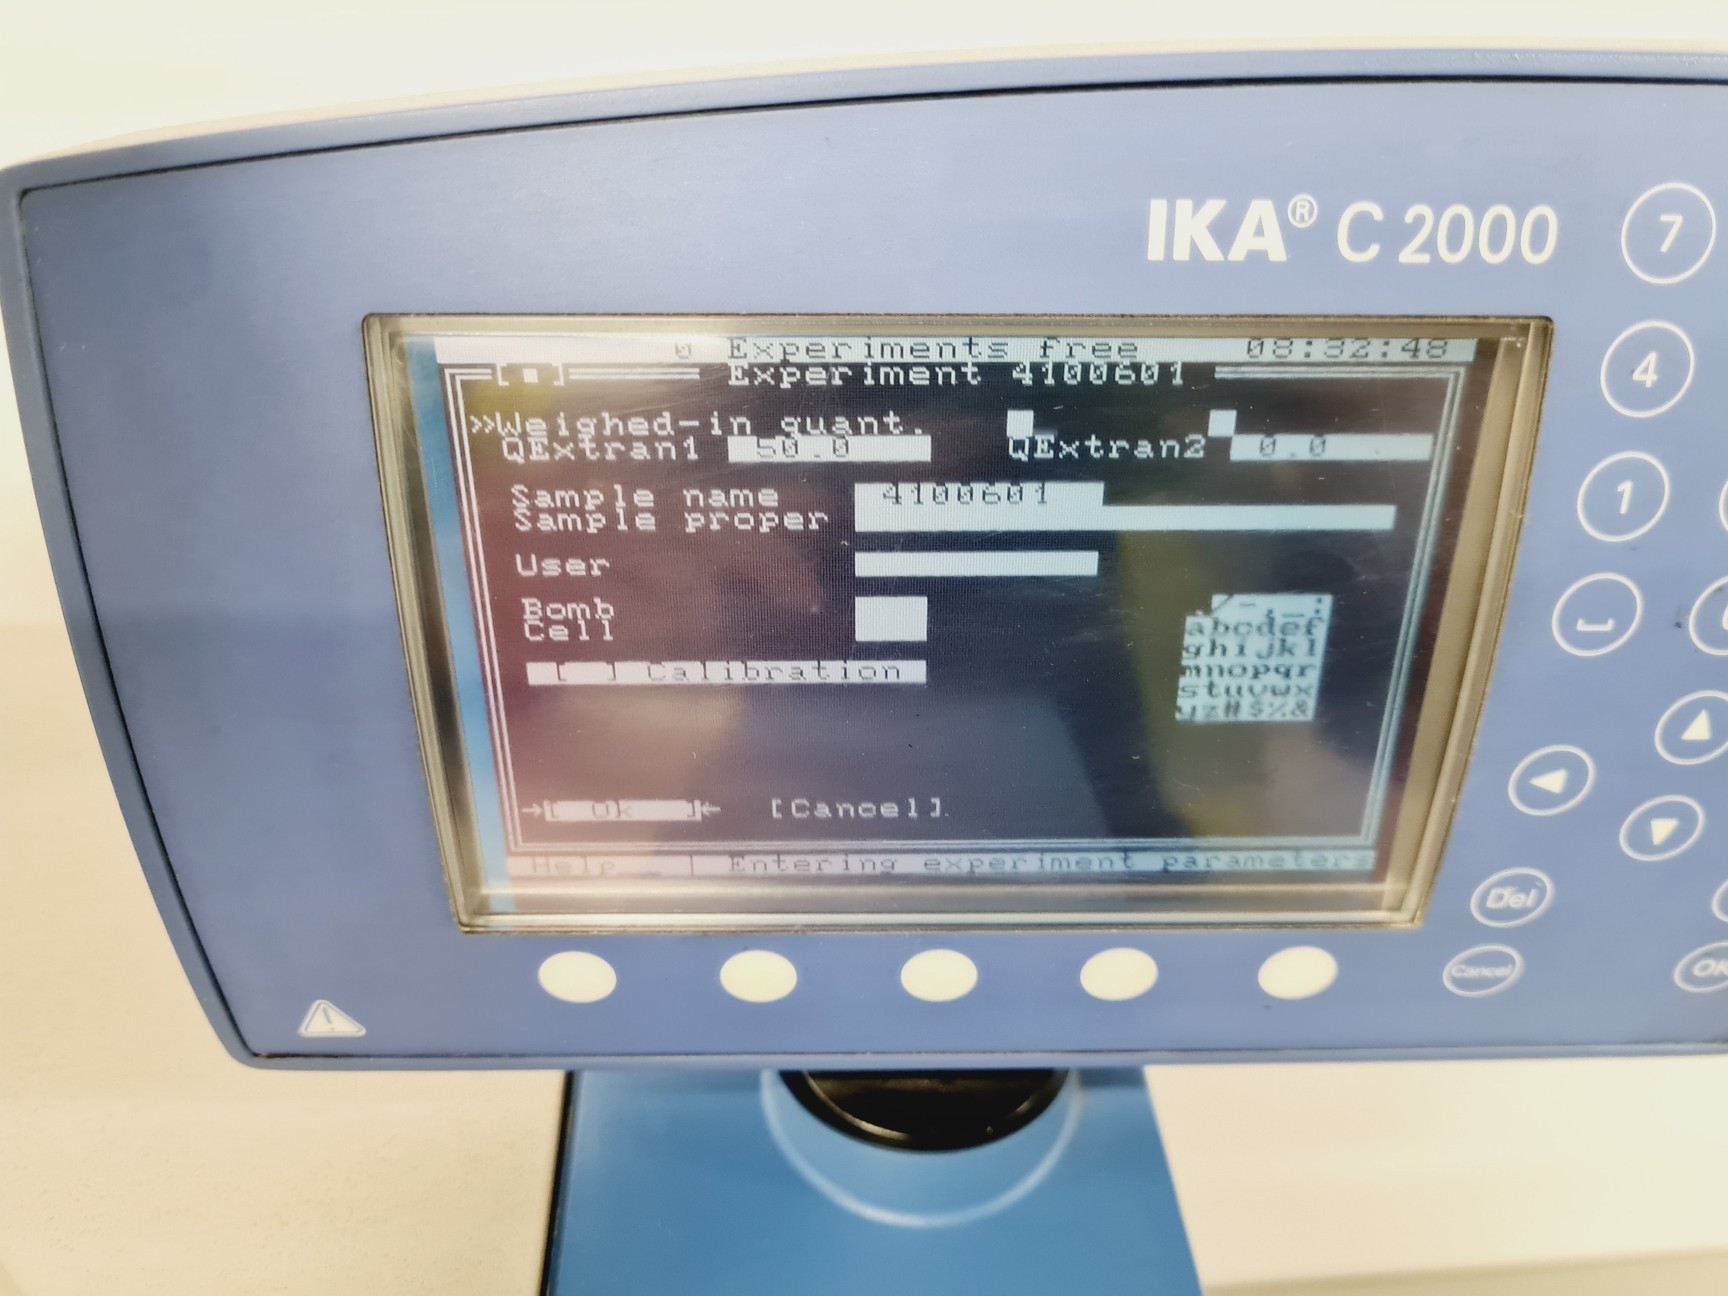 IKA® C 2000
0 Experiments free 08:32:48
[■] Experiment 4100601
»Weighed-in quant.
QExtran1 50.0 QExtran2 0.0
Sample name 4100601
Sample proper
User
Bomb
Cell
[ ] Calibration
abcdef
ghijkl
mnopqr
stuvwx
yz#$%&
→[ Ok ]← [Cancel]
Help | Entering experiment parameters
7
4
1
Del
Cancel
OK